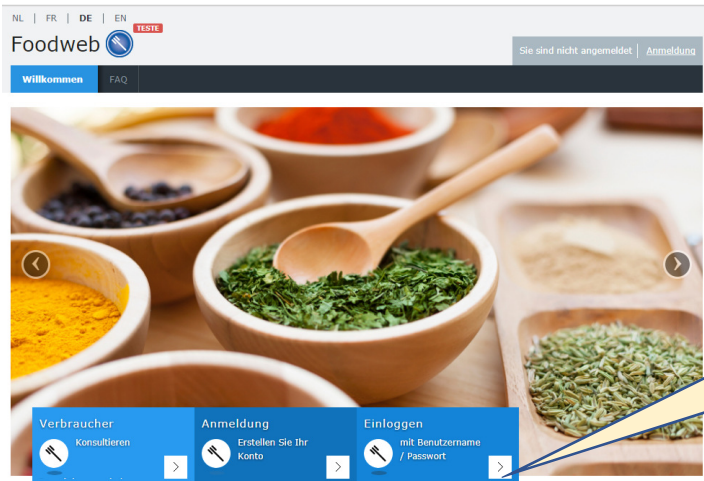 NL | FR | DE | EN
TESTE
Foodweb
Sie sind nicht angemeldet | Anmeldung
Willkommen FAQ
Verbraucher
Konsultieren
Anmeldung
Erstellen Sie Ihr
Konto
Einloggen
mit Benutzername
/ Passwort